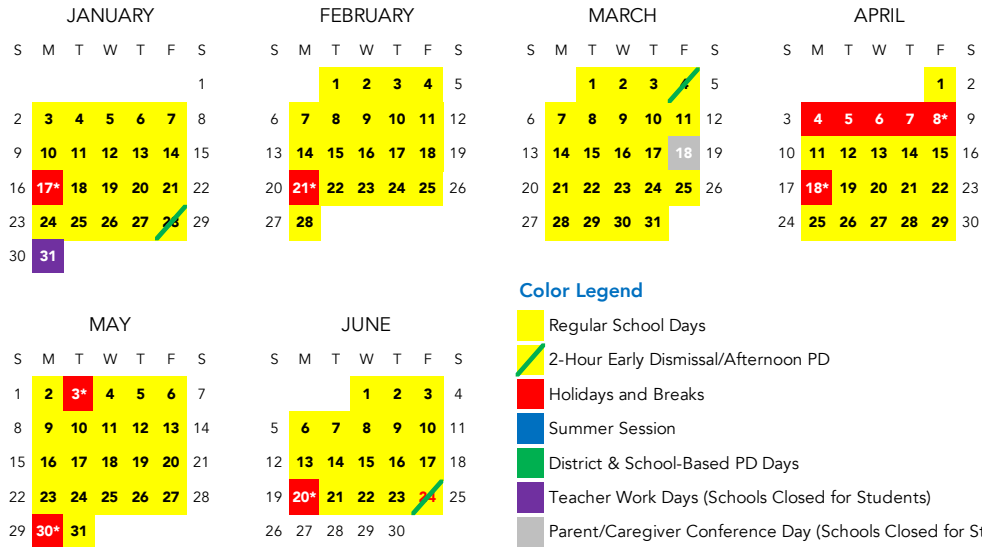 JANUARY
S M T W T F S
1
2 3 4 5 6 7 8
9 10 11 12 13 14 15
16 17* 18 19 20 21 22
23 24 25 26 27 28 29
30 31
FEBRUARY
S M T W T F S
1 2 3 4 5
6 7 8 9 10 11 12
13 14 15 16 17 18 19
20 21* 22 23 24 25 26
27 28
MARCH
S M T W T F S
1 2 3 4 5
6 7 8 9 10 11 12
13 14 15 16 17 18 19
20 21 22 23 24 25 26
27 28 29 30 31
APRIL
S M T W T F S
1 2
3 4 5 6 7 8* 9
10 11 12 13 14 15 16
17 18* 19 20 21 22 23
24 25 26 27 28 29 30
MAY
S M T W T F S
1 2 3* 4 5 6 7
8 9 10 11 12 13 14
15 16 17 18 19 20 21
22 23 24 25 26 27 28
29 30* 31
JUNE
S M T W T F S
1 2 3 4
5 6 7 8 9 10 11
12 13 14 15 16 17 18
19 20* 21 22 23 24 25
26 27 28 29 30
Color Legend
Regular School Days
2-Hour Early Dismissal/Afternoon PD
Holidays and Breaks
Summer Session
District & School-Based PD Days
Teacher Work Days (Schools Closed for Students)
Parent/Caregiver Conference Day (Schools Closed for St